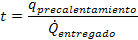 t = q_precalentamiento / Q̇_entregado